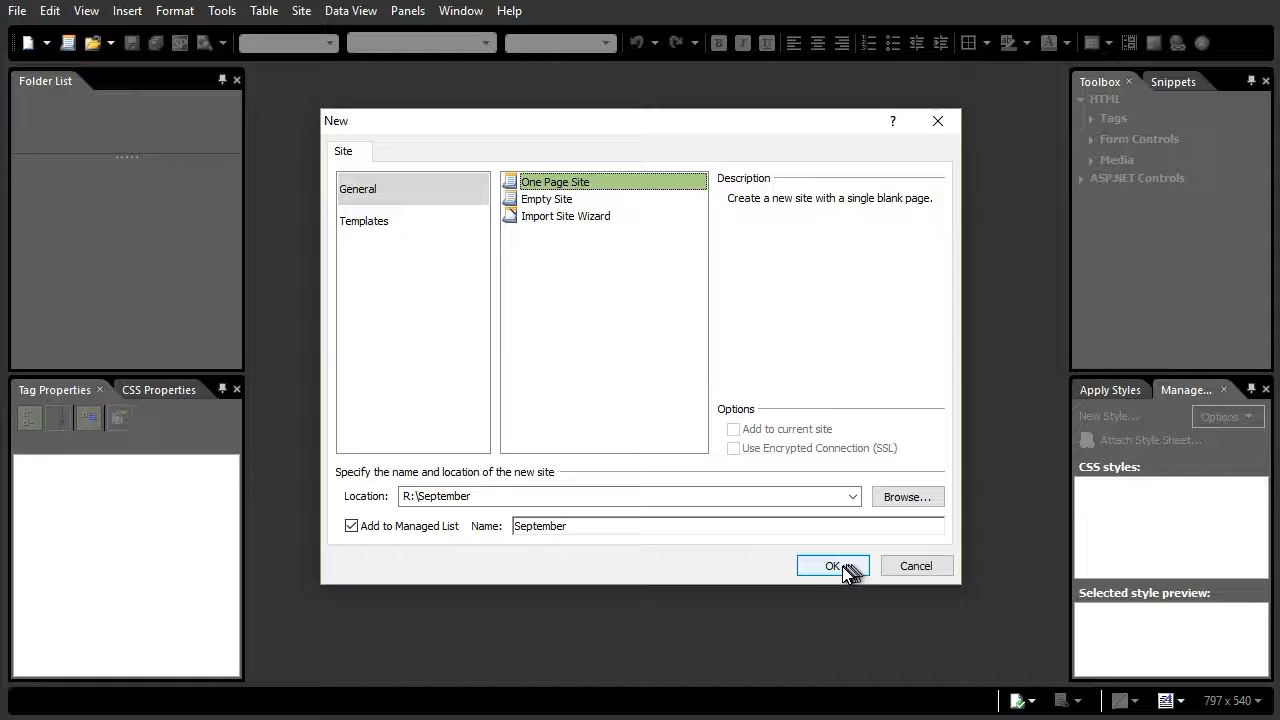 File Edit View Insert Format Tools Table Site Data View Panels Window Help
Folder List
Toolbox × Snippets
HTML
Tags
Form Controls
Media
ASP.NET Controls
New
Site
General
Templates
One Page Site
Empty Site
Import Site Wizard
Description
Create a new site with a single blank page.
Options
Add to current site
Use Encrypted Connection (SSL)
Specify the name and location of the new site
Location: R:\September Browse...
Add to Managed List Name: September
OK Cancel
Tag Properties × CSS Properties
Apply Styles Manage... ×
New Style... Options
Attach Style Sheet...
CSS styles:
Selected style preview:
797 x 540